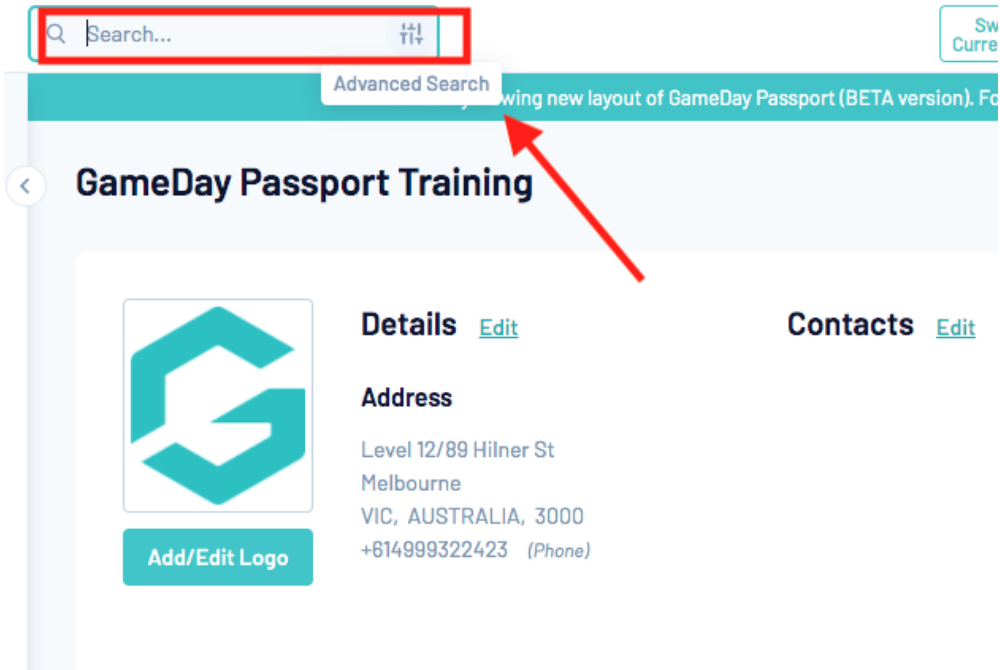 Search...
Sw
Curre
Advanced Search
wing new layout of GameDay Passport (BETA version). Fo
GameDay Passport Training
Details Edit
Contacts Edit
Address
Level 12/89 Hilner St
Melbourne
VIC, AUSTRALIA, 3000
+614999322423 (Phone)
Add/Edit Logo